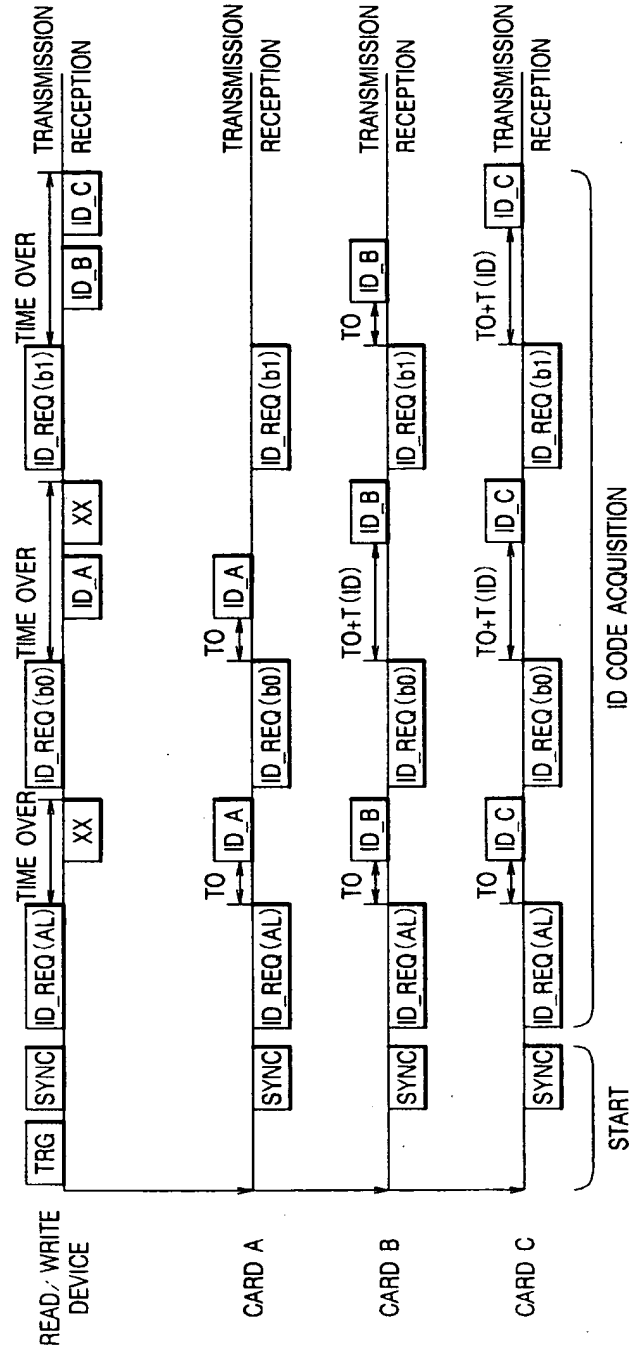 READ/WRITE
DEVICE
TRG
SYNC
ID_REQ(AL)
TIME OVER
XX
ID_REQ(b0)
TIME OVER
ID_A
XX
ID_REQ(b1)
TIME OVER
ID_B
ID_C
TRANSMISSION
RECEPTION
CARD A
SYNC
ID_REQ(AL)
TO
ID_A
ID_REQ(b0)
TO
ID_A
ID_REQ(b1)
TRANSMISSION
RECEPTION
CARD B
SYNC
ID_REQ(AL)
TO
ID_B
ID_REQ(b0)
TO+T(ID)
ID_B
ID_REQ(b1)
TO
ID_B
TRANSMISSION
RECEPTION
CARD C
SYNC
ID_REQ(AL)
TO
ID_C
ID_REQ(b0)
TO+T(ID)
ID_C
ID_REQ(b1)
TO+T(ID)
ID_C
TRANSMISSION
RECEPTION
START
ID CODE ACQUISITION